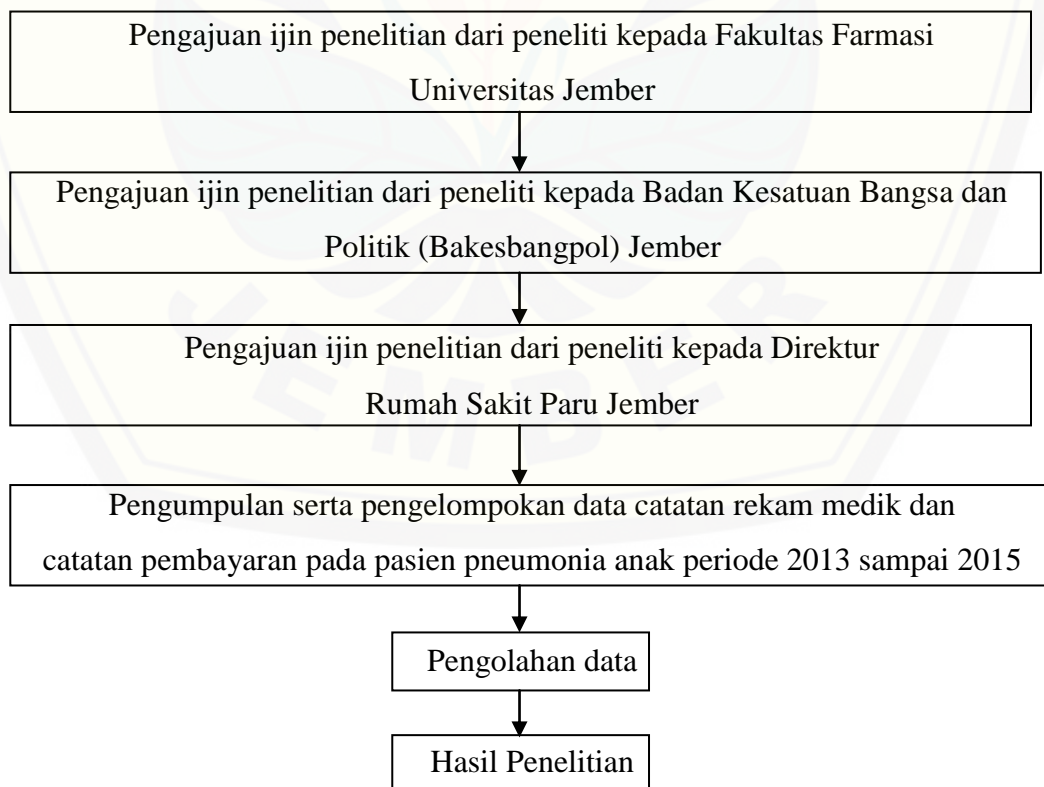 Pengajuan ijin penelitian dari peneliti kepada Fakultas Farmasi
Universitas Jember
Pengajuan ijin penelitian dari peneliti kepada Badan Kesatuan Bangsa dan
Politik (Bakesbangpol) Jember
Pengajuan ijin penelitian dari peneliti kepada Direktur
Rumah Sakit Paru Jember
JEMBER
Pengumpulan serta pengelompokan data catatan rekam medik dan
catatan pembayaran pada pasien pneumonia anak periode 2013 sampai 2015
Pengolahan data
Hasil Penelitian